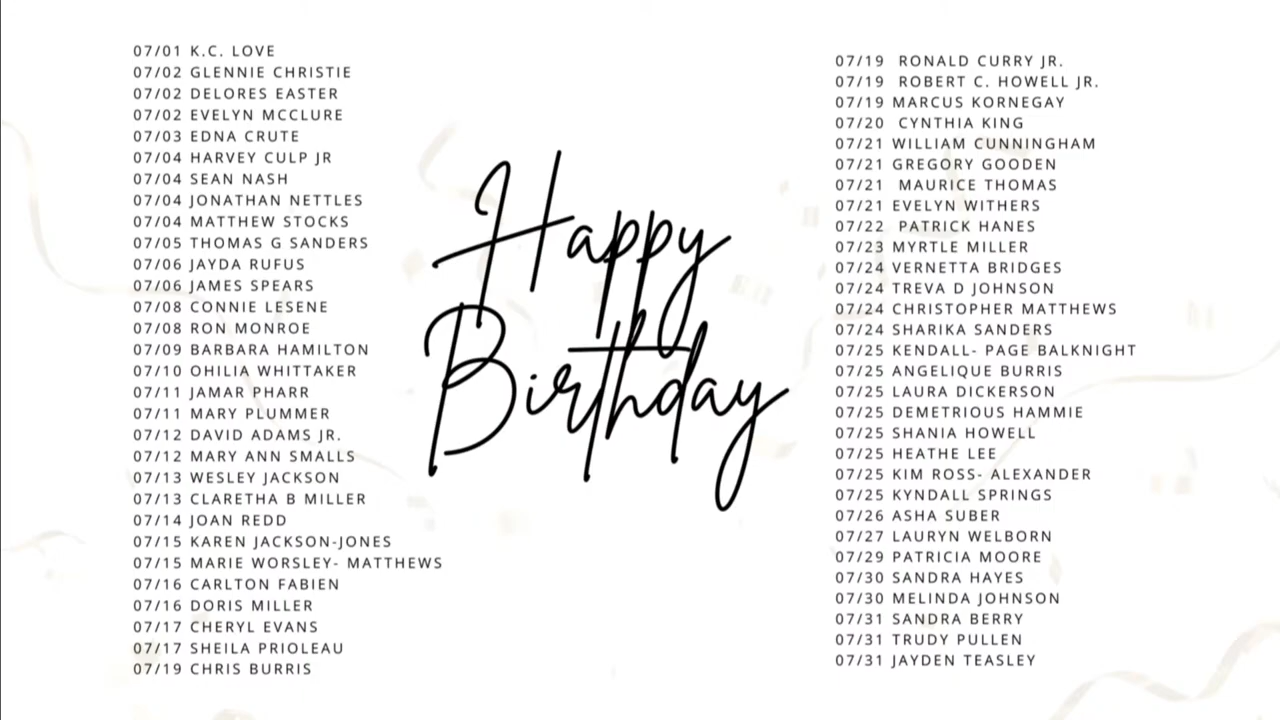 07/01 K.C. LOVE
07/02 GLENNIE CHRISTIE
07/02 DELORES EASTER
07/02 EVELYN MCCLURE
07/03 EDNA CRUTE
07/04 HARVEY CULP JR
07/04 SEAN NASH
07/04 JONATHAN NETTLES
07/04 MATTHEW STOCKS
07/05 THOMAS G SANDERS
07/06 JAYDA RUFUS
07/06 JAMES SPEARS
07/08 CONNIE LESENE
07/08 RON MONROE
07/09 BARBARA HAMILTON
07/10 OHILIA WHITTAKER
07/11 JAMAR PHARR
07/11 MARY PLUMMER
07/12 DAVID ADAMS JR.
07/12 MARY ANN SMALLS
07/13 WESLEY JACKSON
07/13 CLARETHA B MILLER
07/14 JOAN REDD
07/15 KAREN JACKSON-JONES
07/15 MARIE WORSLEY- MATTHEWS
07/16 CARLTON FABIEN
07/16 DORIS MILLER
07/17 CHERYL EVANS
07/17 SHEILA PRIOLEAU
07/19 CHRIS BURRIS
Happy
Birthday
07/19 RONALD CURRY JR.
07/19 ROBERT C. HOWELL JR.
07/19 MARCUS KORNEGAY
07/20 CYNTHIA KING
07/21 WILLIAM CUNNINGHAM
07/21 GREGORY GOODEN
07/21 MAURICE THOMAS
07/21 EVELYN WITHERS
07/22 PATRICK HANES
07/23 MYRTLE MILLER
07/24 VERNETTA BRIDGES
07/24 TREVA D JOHNSON
07/24 CHRISTOPHER MATTHEWS
07/24 SHARIKA SANDERS
07/25 KENDALL- PAGE BALKNIGHT
07/25 ANGELIQUE BURRIS
07/25 LAURA DICKERSON
07/25 DEMETRIOUS HAMMIE
07/25 SHANIA HOWELL
07/25 HEATHE LEE
07/25 KIM ROSS- ALEXANDER
07/25 KYNDALL SPRINGS
07/26 ASHA SUBER
07/27 LAURYN WELBORN
07/29 PATRICIA MOORE
07/30 SANDRA HAYES
07/30 MELINDA JOHNSON
07/31 SANDRA BERRY
07/31 TRUDY PULLEN
07/31 JAYDEN TEASLEY